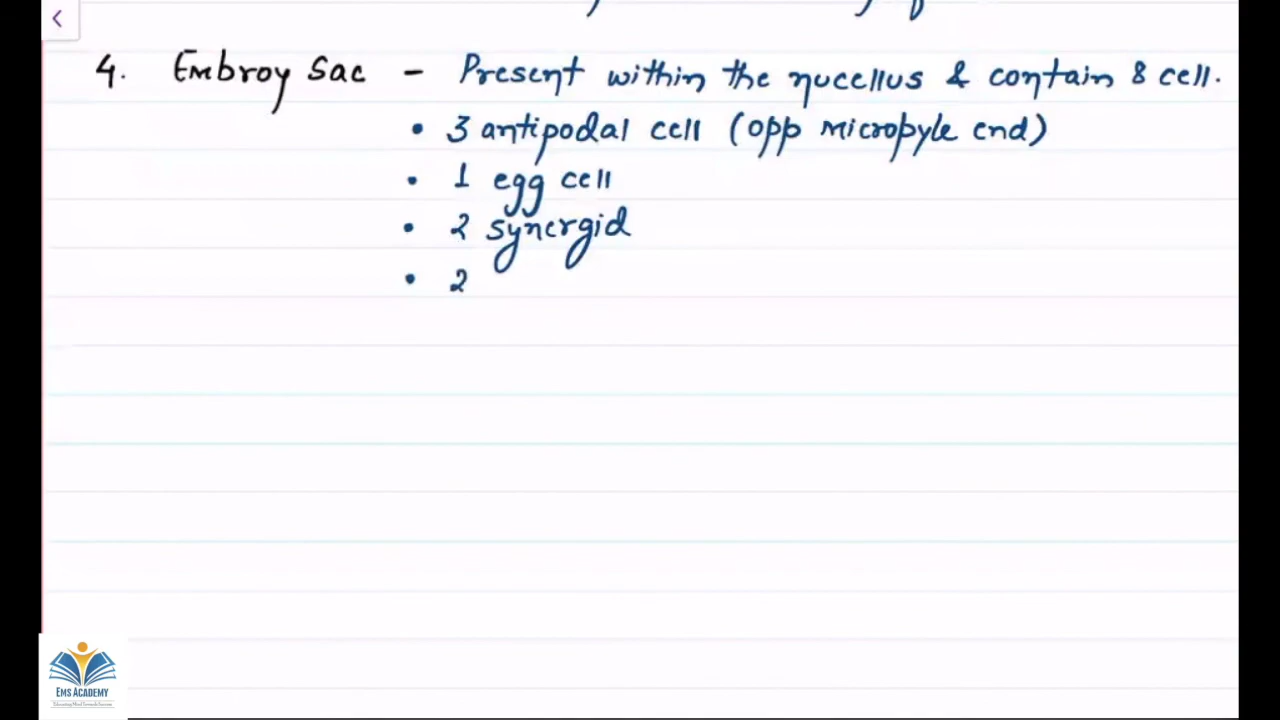 4. Embroy Sac - Present within the nucellus & contain 8 cell.
• 3 antipodal cell (opp micropyle end)
• 1 egg cell
• 2 synergid
• 2
EMS ACADEMY